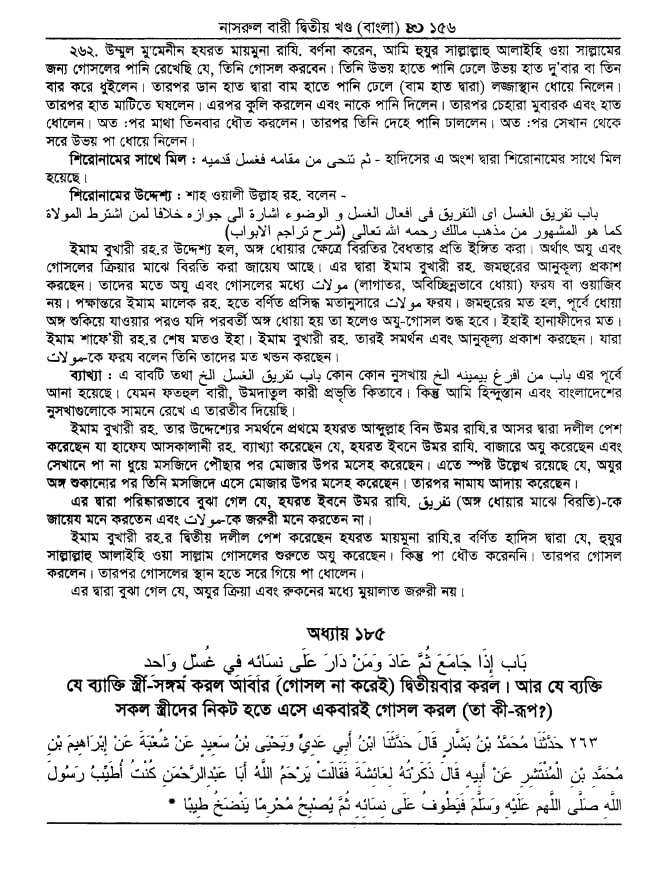 নাসরুল বারী দ্বিতীয় খণ্ড (বাংলা) ১৫৬
২৬২. উম্মুল মু'মেনীন হযরত মায়মুনা রাযি. বর্ণনা করেন, আমি হুযুর সাল্লাল্লাহু আলাইহি ওয়া সাল্লামের
জন্য গোসলের পানি রেখেছি যে, তিনি গোসল করবেন। তিনি উভয় হাতে পানি ঢেলে উভয় হাত দু'বার বা তিন
বার করে ধুইলেন। তারপর ডান হাত দ্বারা বাম হাতে পানি ঢেলে (বাম হাত দ্বারা) লজ্জাস্থান ধোয়ে নিলেন।
তারপর হাত মাটিতে ঘষলেন। এরপর কুলি করলেন এবং নাকে পানি দিলেন। তারপর চেহারা মুবারক এবং হাত
ধোলেন। অত :পর মাথা তিনবার ধৌত করলেন। তারপর তিনি দেহে পানি ঢাললেন। অত :পর সেখান থেকে
সরে উভয় পা ধোয়ে নিলেন।
শিরোনামের সাথে মিল : ثم تنحى من مقامه فغسل قدميه - হাদিসের এ অংশ দ্বারা শিরোনামের সাথে মিল
হয়েছে।
শিরোনামের উদ্দেশ্য : শাহ ওয়ালী উল্লাহ রহ. বলেন -
باب تفريق الغسل اى التفريق فى افعال الغسل و الوضوء اشارة الى جوازه خلافا لمن اشترط المولاة
كما هو المشهور من مذهب مالك رحمه الله تعالى (شرح تراجم الابواب)
ইমাম বুখারী রহ.র উদ্দেশ্য হল, অঙ্গ ধোয়ার ক্ষেত্রে বিরতির বৈধতার প্রতি ইঙ্গিত করা। অর্থাৎ অযু এবং
গোসলের ক্রিয়ার মাঝে বিরতি করা জায়েয আছে। এর দ্বারা ইমাম বুখারী রহ. জমহুরের আনুকূল্য প্রকাশ
করছেন। তাদের মতে অযু এবং গোসলের মধ্যে مولات (লাগাতর, অবিচ্ছিন্নভাবে ধোয়া) ফরয বা ওয়াজিব
নয়। পক্ষান্তরে ইমাম মালেক রহ. হতে বর্ণিত প্রসিদ্ধ মতানুসারে مولات ফরয। জমহুরের মত হল, পূর্বে ধোয়া
অঙ্গ শুকিয়ে যাওয়ার পরও যদি পরবর্তী অঙ্গ ধোয়া হয় তা হলেও অযু-গোসল শুদ্ধ হবে। ইহাই হানাফীদের মত।
ইমাম শাফে'য়ী রহ.র শেষ মতও ইহা। ইমাম বুখারী রহ. তারই সমর্থন এবং আনুকূল্য প্রকাশ করছেন। যারা
مولات-কে ফরয বলেন তিনি তাদের মত খন্ডন করছেন।
ব্যাখ্যা : এ বাবটি তথা باب تفريق الغسل الخ কোন কোন নুসখায় باب من افرغ بيمينه الخ এর পূর্বে
আনা হয়েছে। যেমন ফতহুল বারী, উমদাতুল কারী প্রভৃতি কিতাবে। কিন্তু আমি হিন্দুস্তান এবং বাংলাদেশের
নুসখাগুলোকে সামনে রেখে এ তারতীব দিয়েছি।
ইমাম বুখারী রহ. তার উদ্দেশ্যের সমর্থনে প্রথমে হযরত আব্দুল্লাহ বিন উমর রাযি.র আসর দ্বারা দলীল পেশ
করেছেন যা হাফেয আসকালানী রহ. ব্যাখ্যা করেছেন যে, হযরত ইবনে উমর রাযি. বাজারে অযু করেছেন এবং
সেখানে পা না ধুয়ে মসজিদে পৌছার পর মোজার উপর মসেহ করেছেন। এতে স্পষ্ট উল্লেখ রয়েছে যে, অযুর
অঙ্গ শুকানোর পর তিনি মসজিদে এসে মোজার উপর মসেহ করেছেন। তারপর নামায আদায় করেছেন।
এর দ্বারা পরিষ্কারভাবে বুঝা গেল যে, হযরত ইবনে উমর রাযি. تفريق (অঙ্গ ধোয়ার মাঝে বিরতি)-কে
জায়েয মনে করতেন এবং مولات-কে জরুরী মনে করতেন না।
ইমাম বুখারী রহ.র দ্বিতীয় দলীল পেশ করেছেন হযরত মায়মুনা রাযি.র বর্ণিত হাদিস দ্বারা যে, হুযুর
সাল্লাল্লাহু আলাইহি ওয়া সাল্লাম গোসলের শুরুতে অযু করেছেন। কিন্তু পা ধৌত করেননি। তারপর গোসল
করলেন। তারপর গোসলের স্থান হতে সরে গিয়ে পা ধোলেন।
এর দ্বারা বুঝা গেল যে, অযুর ক্রিয়া এবং রুকনের মধ্যে মুয়ালাত জরুরী নয়।
অধ্যায় ১৮৫
بَاب إِذَا جَامَعَ ثُمَّ عَادَ وَمَنْ دَارَ عَلَى نِسَائِهِ فِي غُسْلٍ وَاحِدٍ
যে ব্যক্তি স্ত্রী-সঙ্গম করল আবার (গোসল না করেই) দ্বিতীয়বার করল। আর যে ব্যক্তি
সকল স্ত্রীদের নিকট হতে এসে একবারই গোসল করল (তা কী-রূপ?)
٢٦٣ حَدَّثَنَا مُحَمَّدُ بْنُ بَشَّارٍ قَالَ حَدَّثَنَا ابْنُ أَبِي عَدِيٍّ وَيَحْيَى بْنُ سَعِيدٍ عَنْ شُعْبَةَ عَنْ إِبْرَاهِيمَ بْنِ
مُحَمَّدِ بْنِ الْمُنْتَشِرِ عَنْ أَبِيهِ قَالَ ذَكَرْتُهُ لِعَائِشَةَ فَقَالَتْ يَرْحَمُ اللَّهُ أَبَا عَبْدِالرَّحْمَنِ كُنْتُ أُطَيِّبُ رَسُولَ
اللهِ صَلَّى اللهم عَلَيْهِ وَسَلَّمَ فَيَطُوفُ عَلَى نِسَائِهِ ثُمَّ يُصْبِحُ مُحْرِمًا يَنْضَخُ طِيبًا *